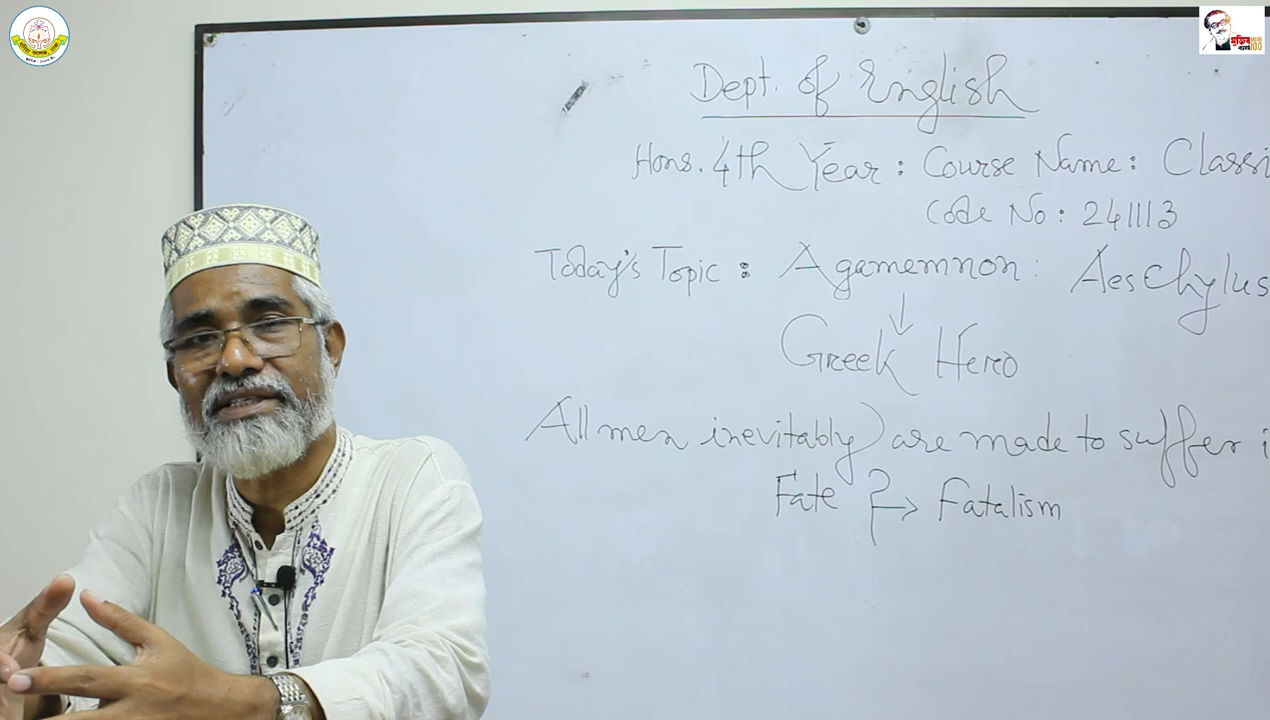 Dept. of English
Hons. 4th Year : Course Name : Classi
Code No : 241113
Today's Topic : Agamemnon : Aeschylus
Greek Hero
All men inevitably are made to suffer i
Fate } → Fatalism
মুজিব
100